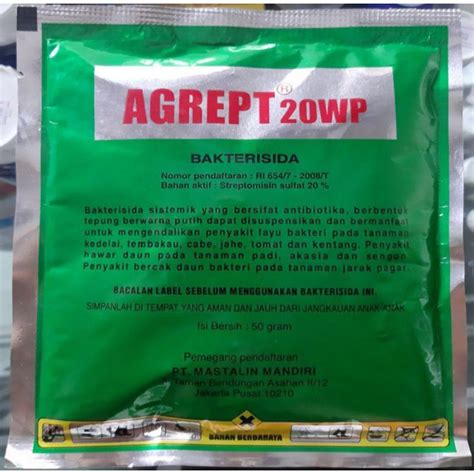 AGREPT® 20WP
BAKTERISIDA
Nomor pendaftaran : RI 654/7 - 2008/T
Bahan aktif : Streptomisin sulfat 20 %
Bakterisida sistemik yang bersifat antibiotika, berbentuk
tepung berwarna putih dapat disuspensikan dan bermanfaat
untuk mengendalikan penyakit layu bakteri pada tanaman
kedelai, tembakau, cabe, jahe, tomat dan kentang. Penyakit
hawar daun pada tanaman padi, akasia dan sengon.
Penyakit bercak daun bakteri pada tanaman jarak pagar.
BACALAH LABEL SEBELUM MENGGUNAKAN BAKTERISIDA INI.
SIMPANLAH DI TEMPAT YANG AMAN DAN JAUH DARI JANGKAUAN ANAK-ANAK
Isi Bersih : 50 gram
Pemegang pendaftaran
PT. MASTALIN MANDIRI
Taman Bendungan Asahan II/12
Jakarta Pusat 10210
BAHAN BERBAHAYA